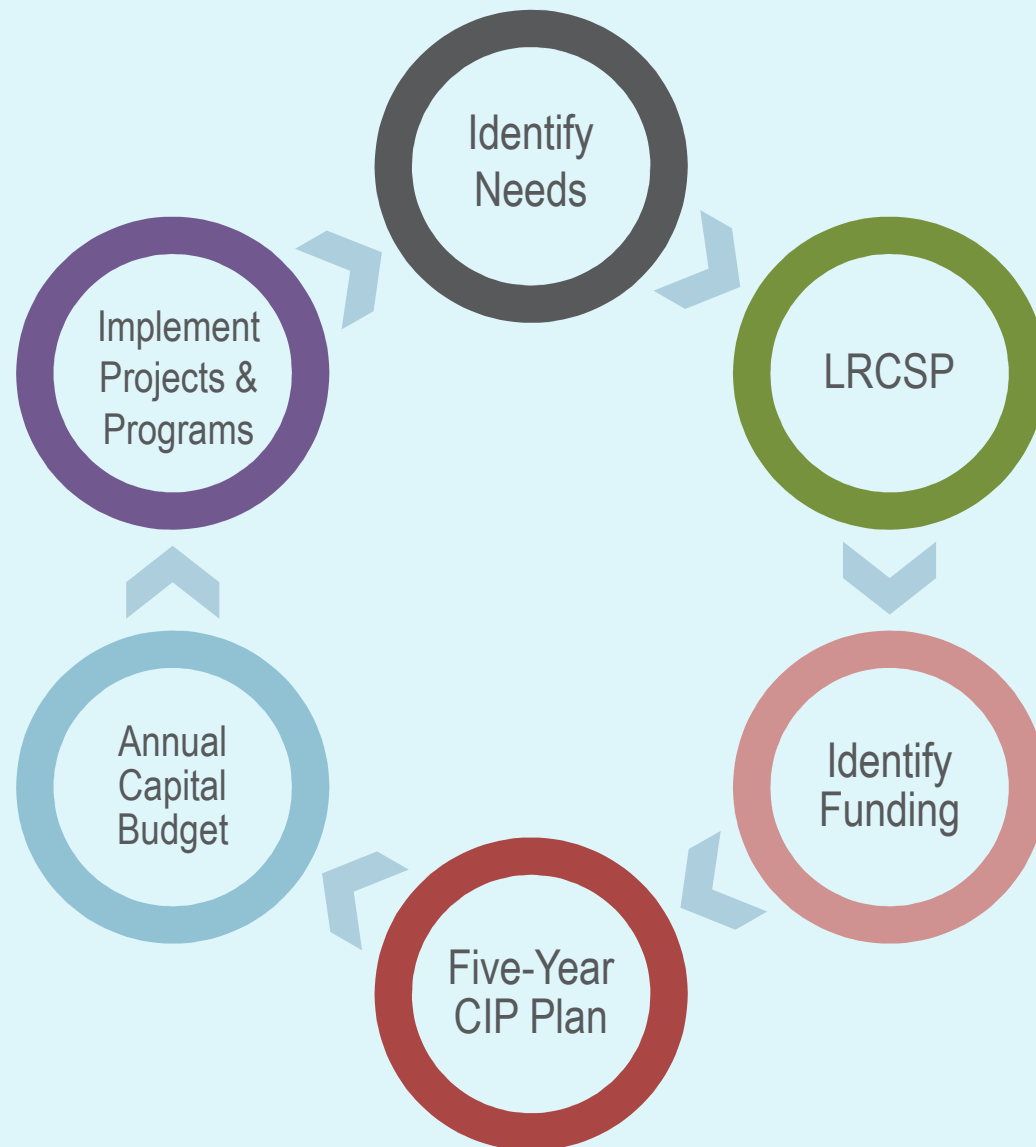 Identify
Needs
LRCSP
Identify
Funding
Five-Year
CIP Plan
Annual
Capital
Budget
Implement
Projects &
Programs